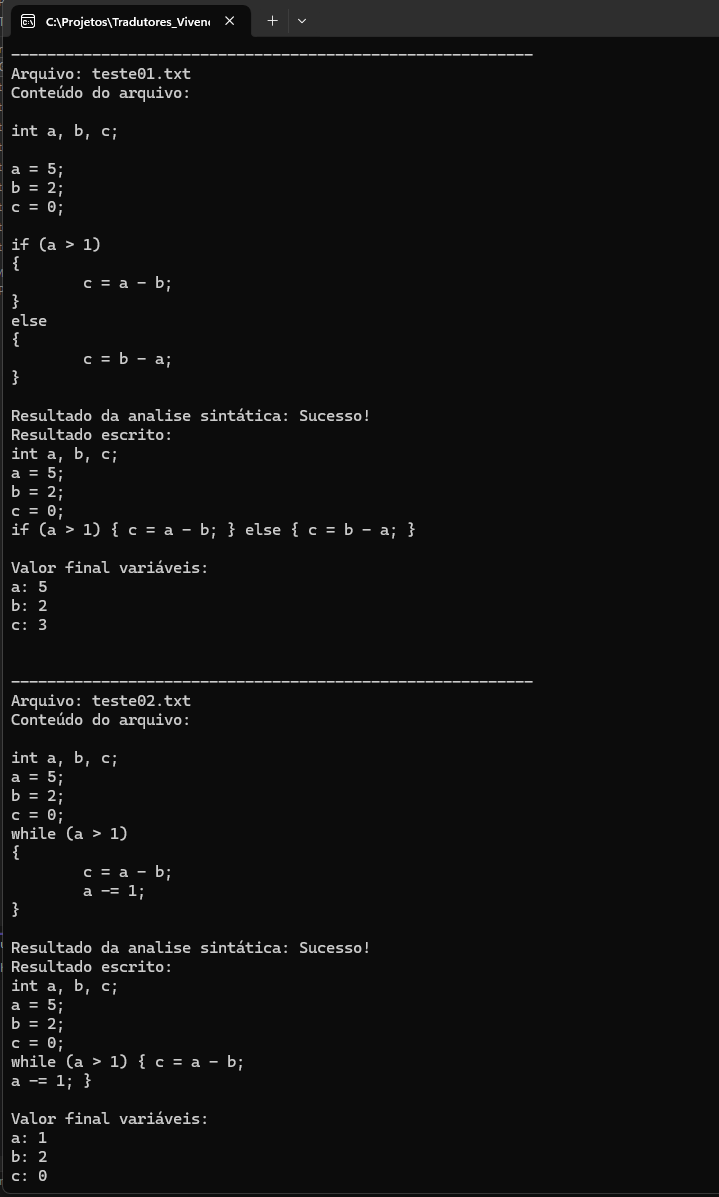 C:\Projetos\Tradutores_Viven
------------------------------------------------------------
Arquivo: teste01.txt
Conteúdo do arquivo:
int a, b, c;
a = 5;
b = 2;
c = 0;
if (a > 1)
{
c = a - b;
}
else
{
c = b - a;
}
Resultado da analise sintática: Sucesso!
Resultado escrito:
int a, b, c;
a = 5;
b = 2;
c = 0;
if (a > 1) { c = a - b; } else { c = b - a; }
Valor final variáveis:
a: 5
b: 2
c: 3
------------------------------------------------------------
Arquivo: teste02.txt
Conteúdo do arquivo:
int a, b, c;
a = 5;
b = 2;
c = 0;
while (a > 1)
{
c = a - b;
a -= 1;
}
Resultado da analise sintática: Sucesso!
Resultado escrito:
int a, b, c;
a = 5;
b = 2;
c = 0;
while (a > 1) { c = a - b;
a -= 1; }
Valor final variáveis:
a: 1
b: 2
c: 0